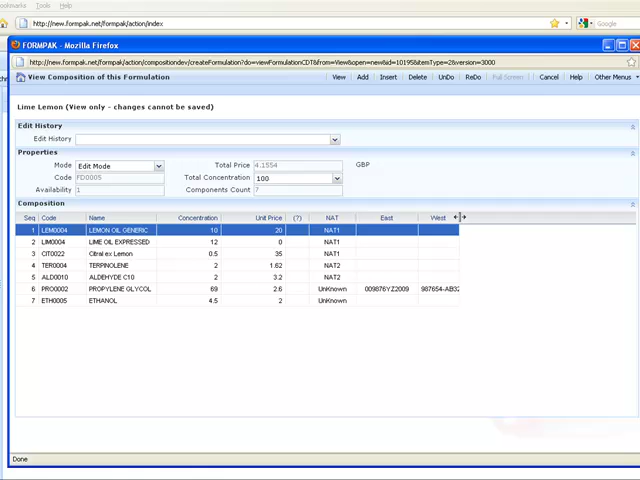 Bookmarks Tools Help
http://new.formpak.net/formpak/action/index
Google
FORMPAK - Mozilla Firefox
http://new.formpak.net/formpak/action/compositiondev/createFormulation?do=viewFormulationCDT&from=View&open=new&id=10195&itemType=2&version=3000
View Composition of this Formulation View Add Insert Delete UnDo ReDo Full Screen Cancel Help Other Menus
Lime Lemon (View only - changes cannot be saved)
Edit History
Edit History
Properties
Mode Edit Mode Total Price 4.1554 GBP
Code FD0005 Total Concentration 100
Availability 1 Components Count 7
Composition
Seq Code Name Concentration Unit Price (?) NAT East West
1 LEM0004 LEMON OIL GENERIC 10 20 NAT1
2 LIM0004 LIME OIL EXPRESSED 12 0 NAT1
3 CIT0022 Citral ex Lemon 0.5 35 NAT1
4 TER0004 TERPINOLENE 2 1.62 NAT2
5 ALD0010 ALDEHYDE C10 2 3.2 NAT2
6 PRO0002 PROPYLENE GLYCOL 69 2.6 UnKnown 009876YZ2009 987654-AB32
7 ETH0005 ETHANOL 4.5 2 UnKnown
Done